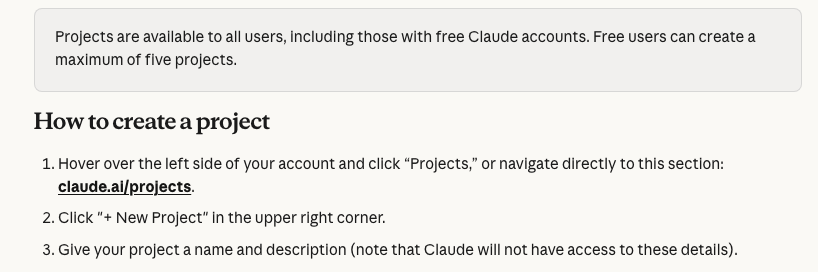 Projects are available to all users, including those with free Claude accounts. Free users can create a
maximum of five projects.
How to create a project
1. Hover over the left side of your account and click “Projects,” or navigate directly to this section:
claude.ai/projects.
2. Click "+ New Project" in the upper right corner.
3. Give your project a name and description (note that Claude will not have access to these details).